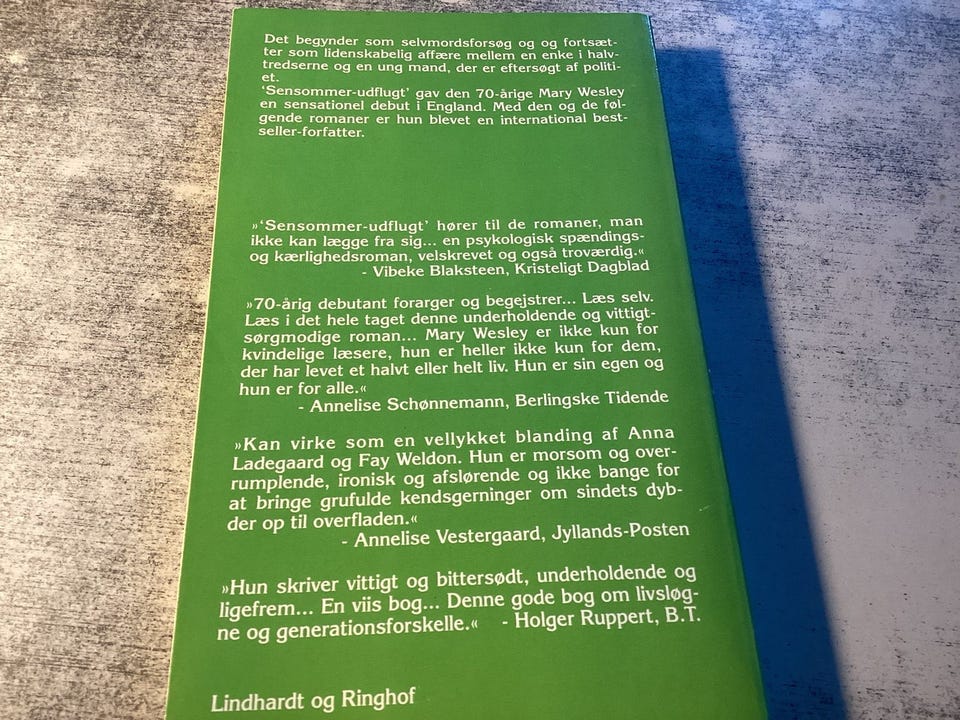 Det begynder som selvmordsforsøg og og fortsæt-
ter som lidenskabelig affære mellem en enke i halv-
tredserne og en ung mand, der er eftersøgt af politi-
et.
'Sensommer-udflugt' gav den 70-årige Mary Wesley
en sensationel debut i England. Med den og de føl-
gende romaner er hun blevet en international best-
seller-forfatter.
»'Sensommer-udflugt' hører til de romaner, man
ikke kan lægge fra sig... en psykologisk spændings-
og kærlighedsroman, velskrevet og også troværdig.«
- Vibeke Blaksteen, Kristeligt Dagblad
»70-årig debutant forarger og begejstrer... Læs selv.
Læs i det hele taget denne underholdende og vittigt-
sørgmodige roman... Mary Wesley er ikke kun for
kvindelige læsere, hun er heller ikke kun for dem,
der har levet et halvt eller helt liv. Hun er sin egen og
hun er for alle.«
- Annelise Schønnemann, Berlingske Tidende
»Kan virke som en vellykket blanding af Anna
Ladegaard og Fay Weldon. Hun er morsom og over-
rumplende, ironisk og afslørende og ikke bange for
at bringe grufulde kendsgerninger om sindets dyb-
der op til overfladen.«
- Annelise Vestergaard, Jyllands-Posten
»Hun skriver vittigt og bittersødt, underholdende og
ligefrem... En viis bog... Denne gode bog om livsløg-
ne og generationsforskelle.« - Holger Ruppert, B.T.
Lindhardt og Ringhof